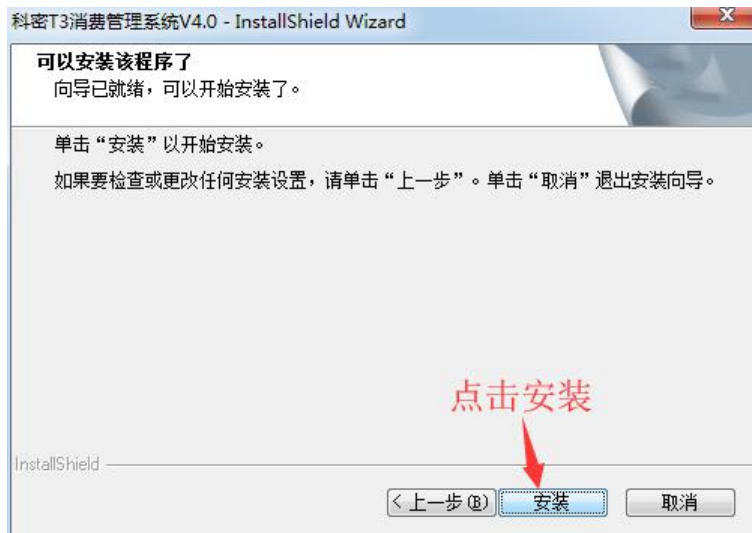 科密T3消费管理系统V4.0 - InstallShield Wizard
可以安装该程序了
向导已就绪，可以开始安装了。
单击“安装”以开始安装。
如果要检查或更改任何安装设置，请单击“上一步”。单击“取消”退出安装向导。
点击安装
InstallShield
< 上一步(B) 安装 取消